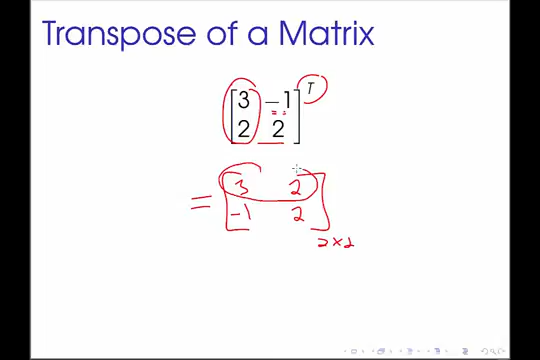 Transpose of a Matrix
3 -1 T
2 2
=
3 2
-1 2
2×2